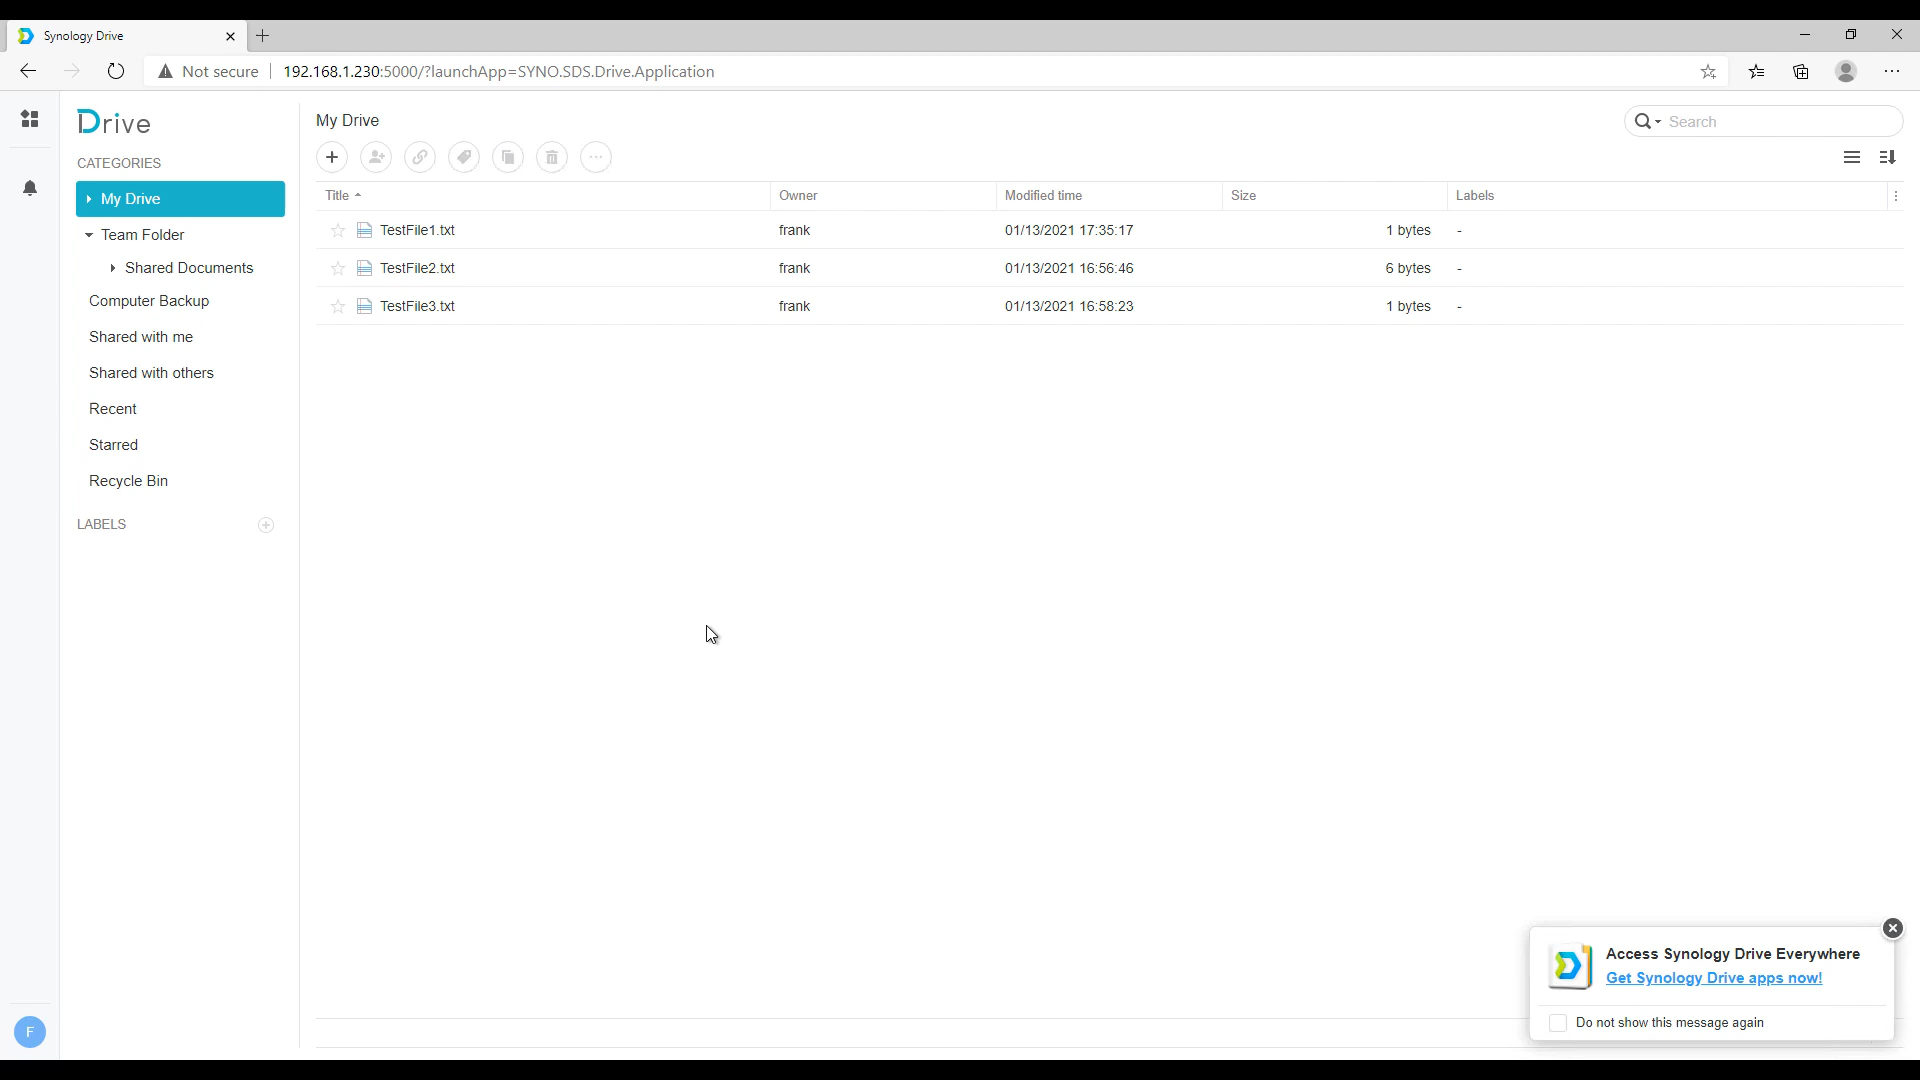 Synology Drive
Not secure 192.168.1.230:5000/?launchApp=SYNO.SDS.Drive.Application
Drive
CATEGORIES
My Drive
Team Folder
Shared Documents
Computer Backup
Shared with me
Shared with others
Recent
Starred
Recycle Bin
LABELS
F
My Drive
Search
Title Owner Modified time Size Labels
TestFile1.txt frank 01/13/2021 17:35:17 1 bytes -
TestFile2.txt frank 01/13/2021 16:56:46 6 bytes -
TestFile3.txt frank 01/13/2021 16:58:23 1 bytes -
Access Synology Drive Everywhere
Get Synology Drive apps now!
Do not show this message again